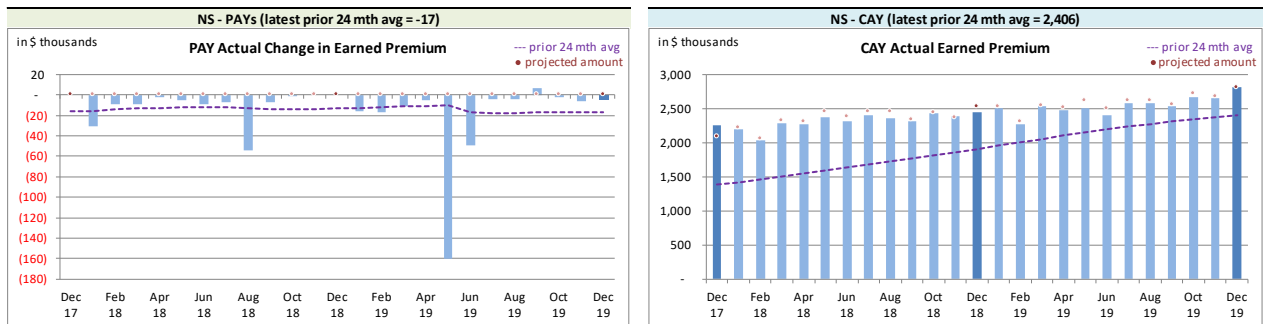 NS - PAYs (latest prior 24 mth avg = -17)
in $ thousands
PAY Actual Change in Earned Premium
--- prior 24 mth avg
• projected amount
20
-
(20)
(40)
(60)
(80)
(100)
(120)
(140)
(160)
(180)
Dec Feb Apr Jun Aug Oct Dec Feb Apr Jun Aug Oct Dec
17 18 18 18 18 18 18 19 19 19 19 19 19
NS - CAY (latest prior 24 mth avg = 2,406)
in $ thousands
CAY Actual Earned Premium
--- prior 24 mth avg
• projected amount
3,000
2,500
2,000
1,500
1,000
500
-
Dec Feb Apr Jun Aug Oct Dec Feb Apr Jun Aug Oct Dec
17 18 18 18 18 18 18 19 19 19 19 19 19